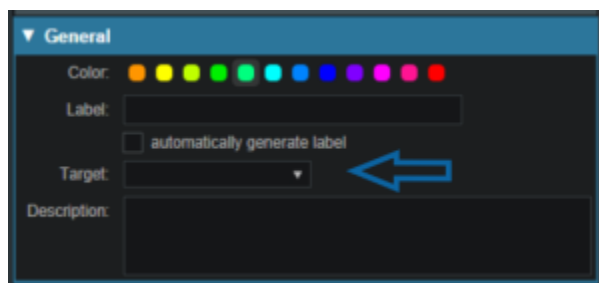 ▼ General
Color:
Label:
automatically generate label
Target:
Description: